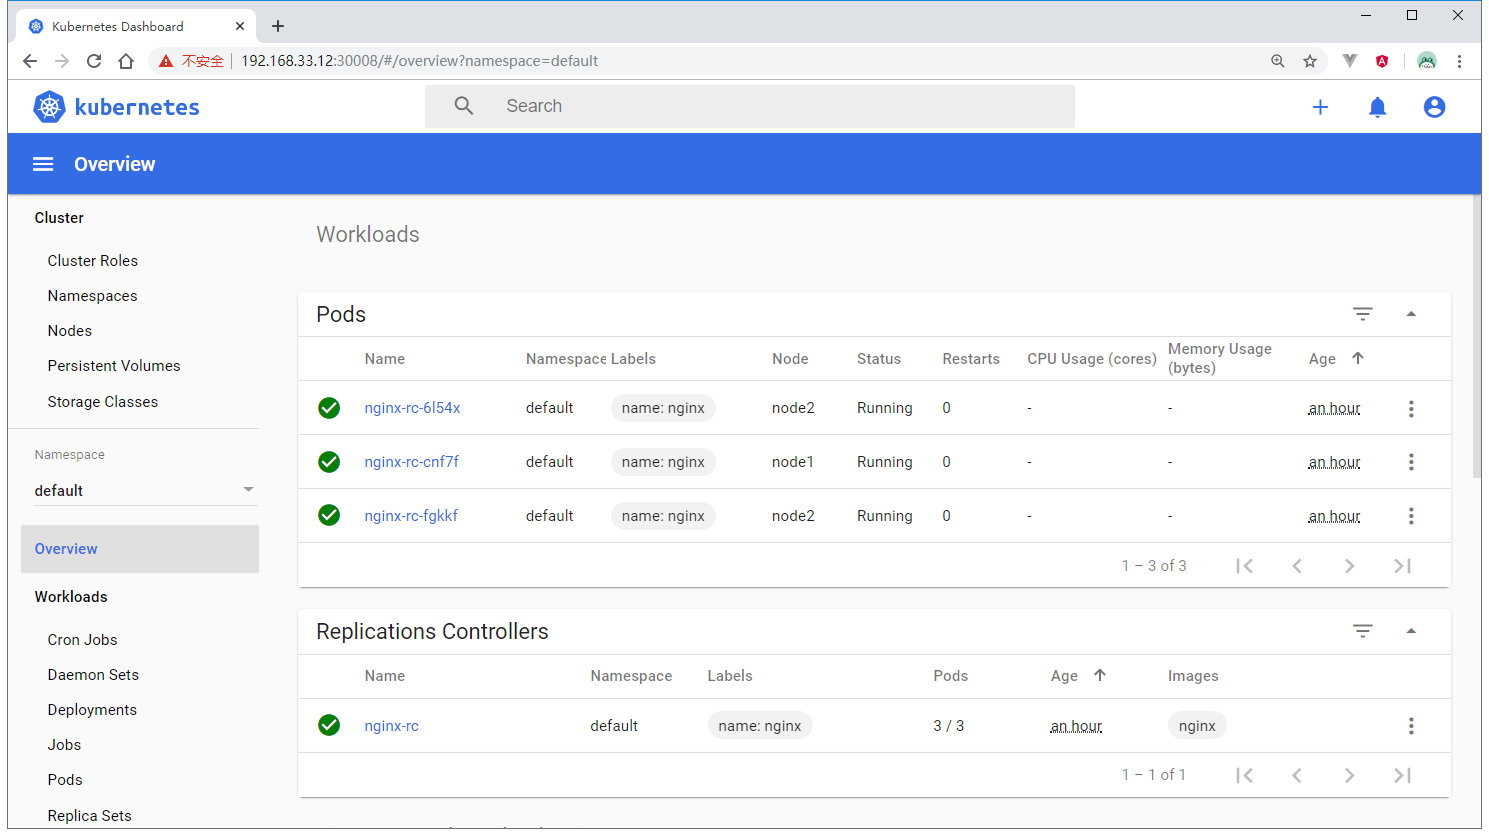 Kubernetes Dashboard
不安全 192.168.33.12:30008/#/overview?namespace=default
kubernetes
Search
Overview
Cluster
Cluster Roles
Namespaces
Nodes
Persistent Volumes
Storage Classes
Namespace
default
Overview
Workloads
Cron Jobs
Daemon Sets
Deployments
Jobs
Pods
Replica Sets
Workloads
Pods
Name Namespace Labels Node Status Restarts CPU Usage (cores) Memory Usage (bytes) Age
nginx-rc-6l54x default name: nginx node2 Running 0 - - an hour
nginx-rc-cnf7f default name: nginx node1 Running 0 - - an hour
nginx-rc-fgkkf default name: nginx node2 Running 0 - - an hour
1 – 3 of 3
Replications Controllers
Name Namespace Labels Pods Age Images
nginx-rc default name: nginx 3 / 3 an hour nginx
1 – 1 of 1